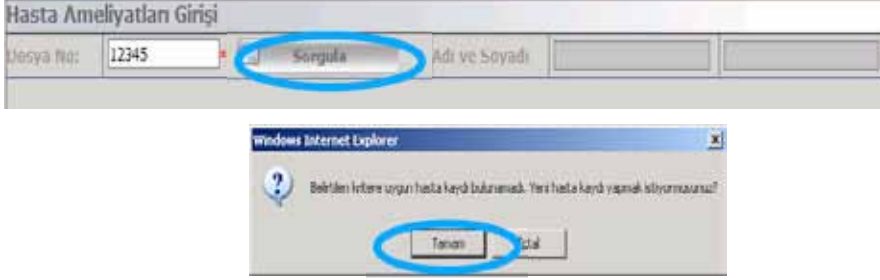 Hasta Ameliyatları Girişi
Dosya No: 12345 * Sorgula Adı ve Soyadı
Windows Internet Explorer
Belirtilen kritere uygun hasta kaydı bulunamadı. Yeni hasta kaydı yapmak istiyormusunuz?
Tamam İptal